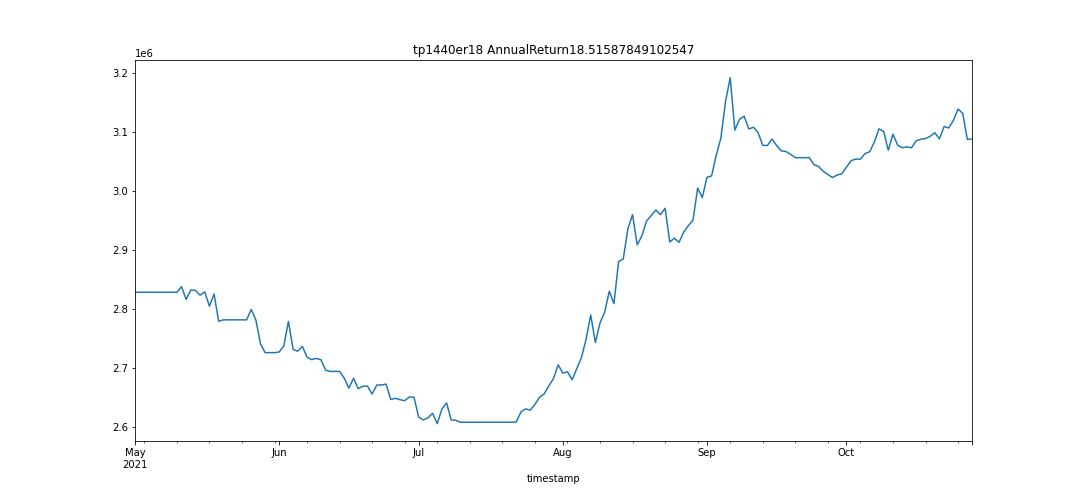 tp1440er18 AnnualReturn18.51587849102547
1e6
3.2
3.1
3.0
2.9
2.8
2.7
2.6
May Jun Jul Aug Sep Oct
2021
timestamp